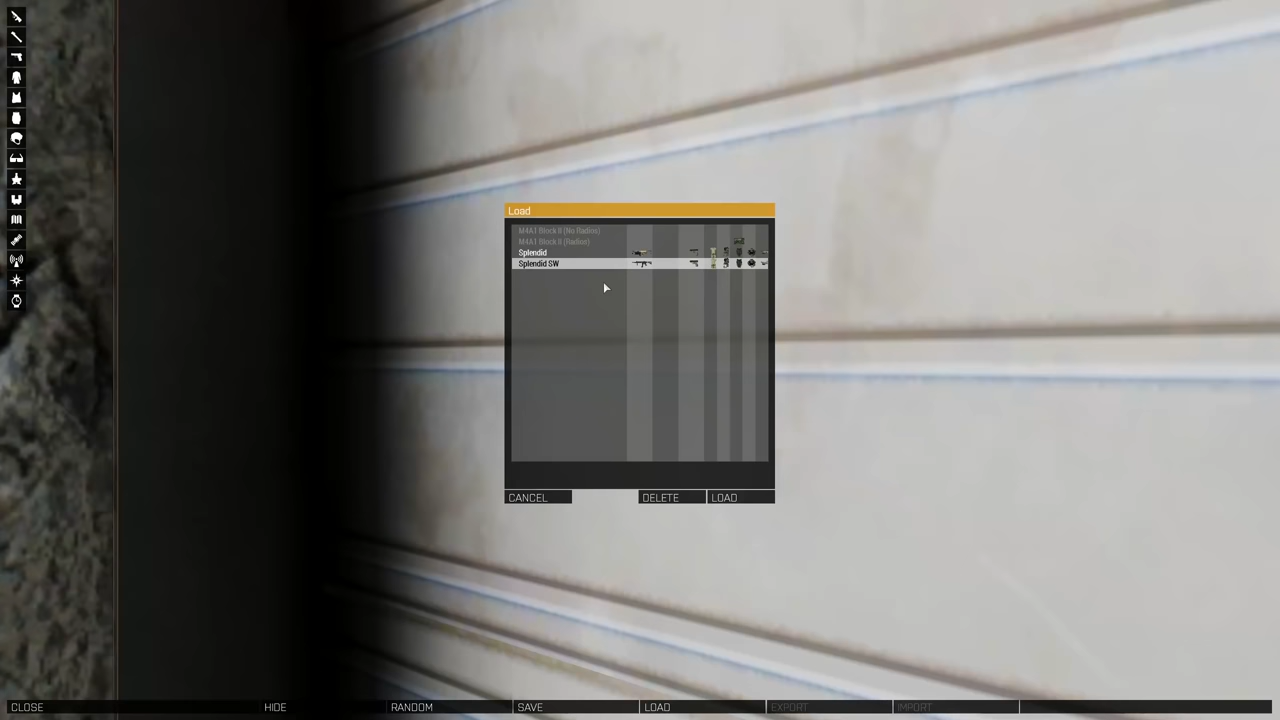 Load
M4A1 Block II (No Radios)
M4A1 Block II (Radios)
Splendid
Splendid SW
CANCEL DELETE LOAD
CLOSE HIDE RANDOM SAVE LOAD EXPORT IMPORT